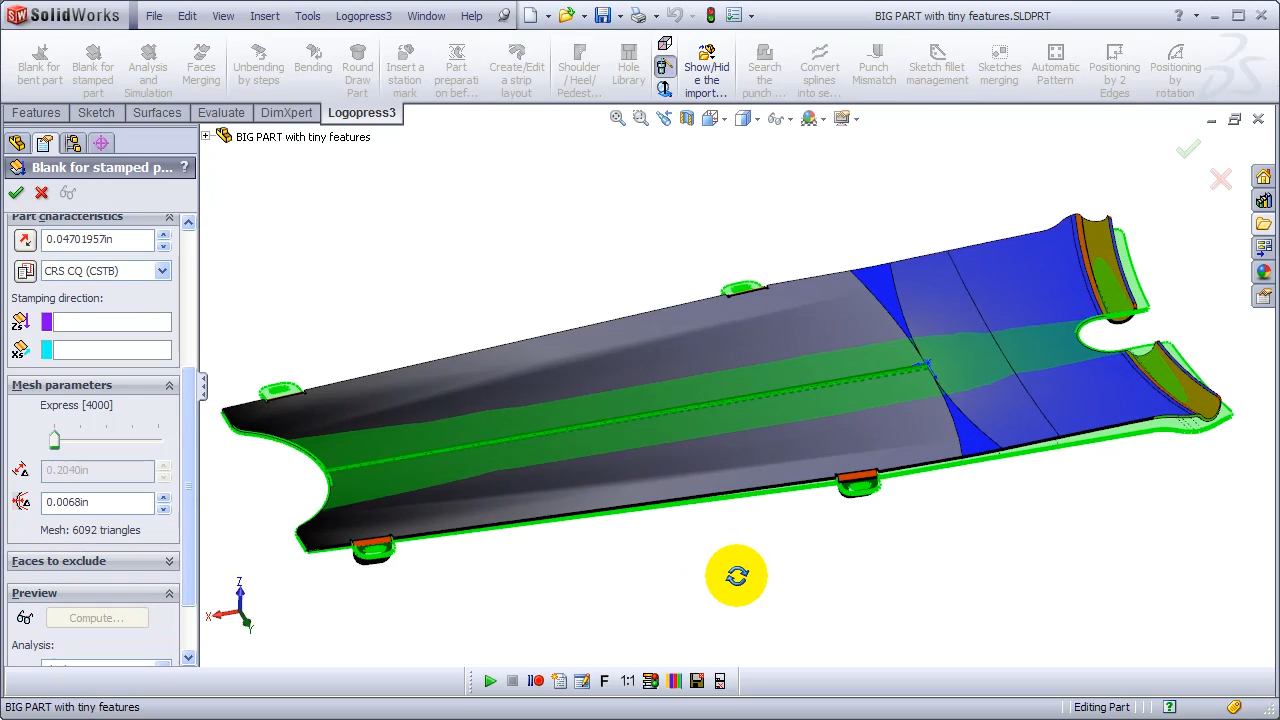 SolidWorks File Edit View Insert Tools Logopress3 Window Help BIG PART with tiny features.SLDPRT
Blank for bent part
Blank for stamped part
Analysis and Simulation
Faces Merging
Unbending by steps
Bending
Round Draw
Insert a station mark
Part preparati on bef...
Create/Edit a strip layout
Shoulder / Heel/ Pedest...
Hole Library
Show/Hid e the import...
Search the punch ...
Convert splines into se...
Punch Mismatch
Sketch fillet management
Sketches merging
Automatic Pattern
Positioning by 2 Edges
Positioning by rotation
Features Sketch Surfaces Evaluate DimXpert Logopress3
BIG PART with tiny features
Blank for stamped p... ?
Part characteristics
0.04701957in
CRS CQ (CSTB)
Stamping direction:
Mesh parameters
Express [4000]
0.2040in
0.0068in
Mesh: 6092 triangles
Faces to exclude
Preview
Compute...
Analysis:
Z
X
Y
F 1:1
BIG PART with tiny features Editing Part